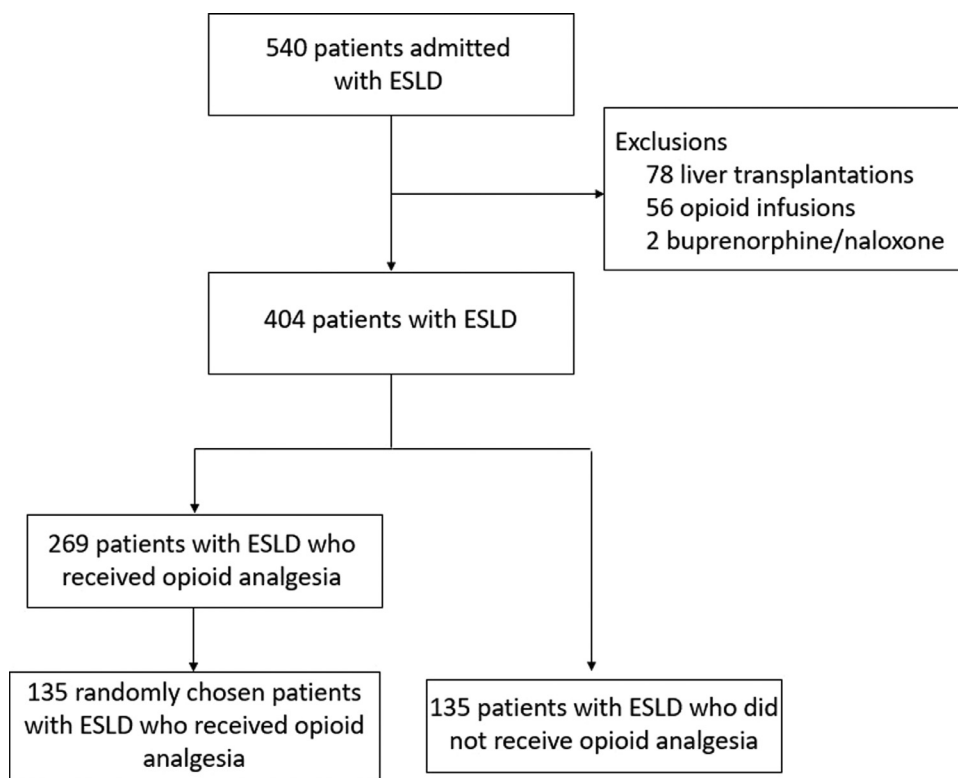 540 patients admitted
with ESLD
Exclusions
78 liver transplantations
56 opioid infusions
2 buprenorphine/naloxone
404 patients with ESLD
269 patients with ESLD who
received opioid analgesia
135 randomly chosen patients
with ESLD who received opioid
analgesia
135 patients with ESLD who did
not receive opioid analgesia